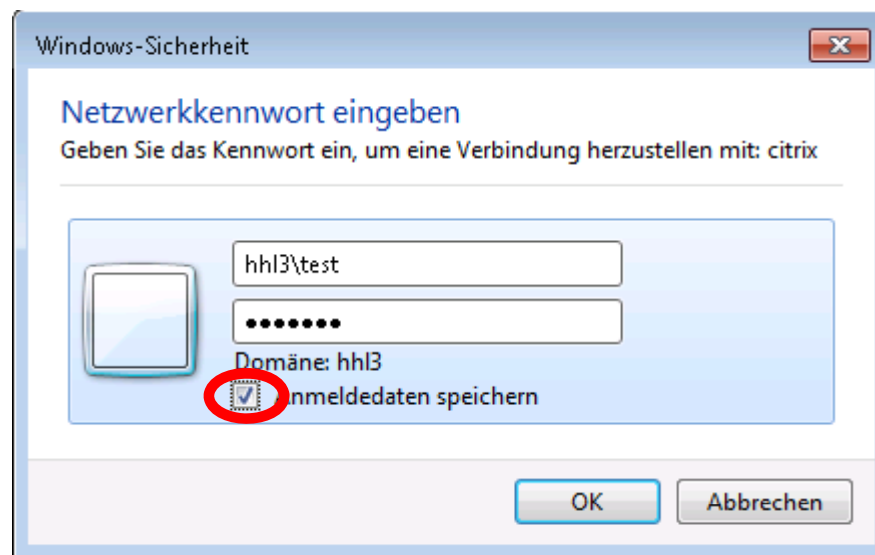 Windows-Sicherheit
Netzwerkkennwort eingeben
Geben Sie das Kennwort ein, um eine Verbindung herzustellen mit: citrix
hhl3\test
●●●●●●●
Domäne: hhl3
Anmeldedaten speichern
OK
Abbrechen